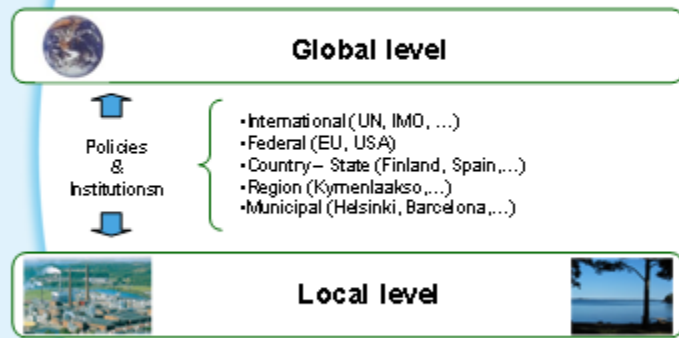 Global level
Policies
&
Institutionsn
•International (UN, IMO, ...)
•Federal (EU, USA)
•Country – State (Finland, Spain,...)
•Region (Kymenlaakso,...)
•Municipal (Helsinki, Barcelona,...)
Local level